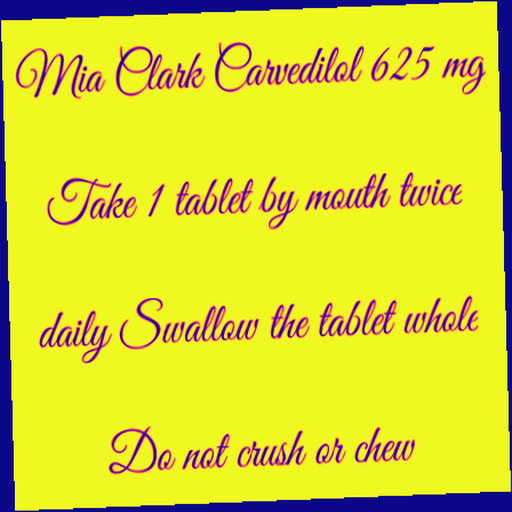 Mia Clark Carvedilol 625 mg
Take 1 tablet by mouth twice
daily Swallow the tablet whole
Do not crush or chew